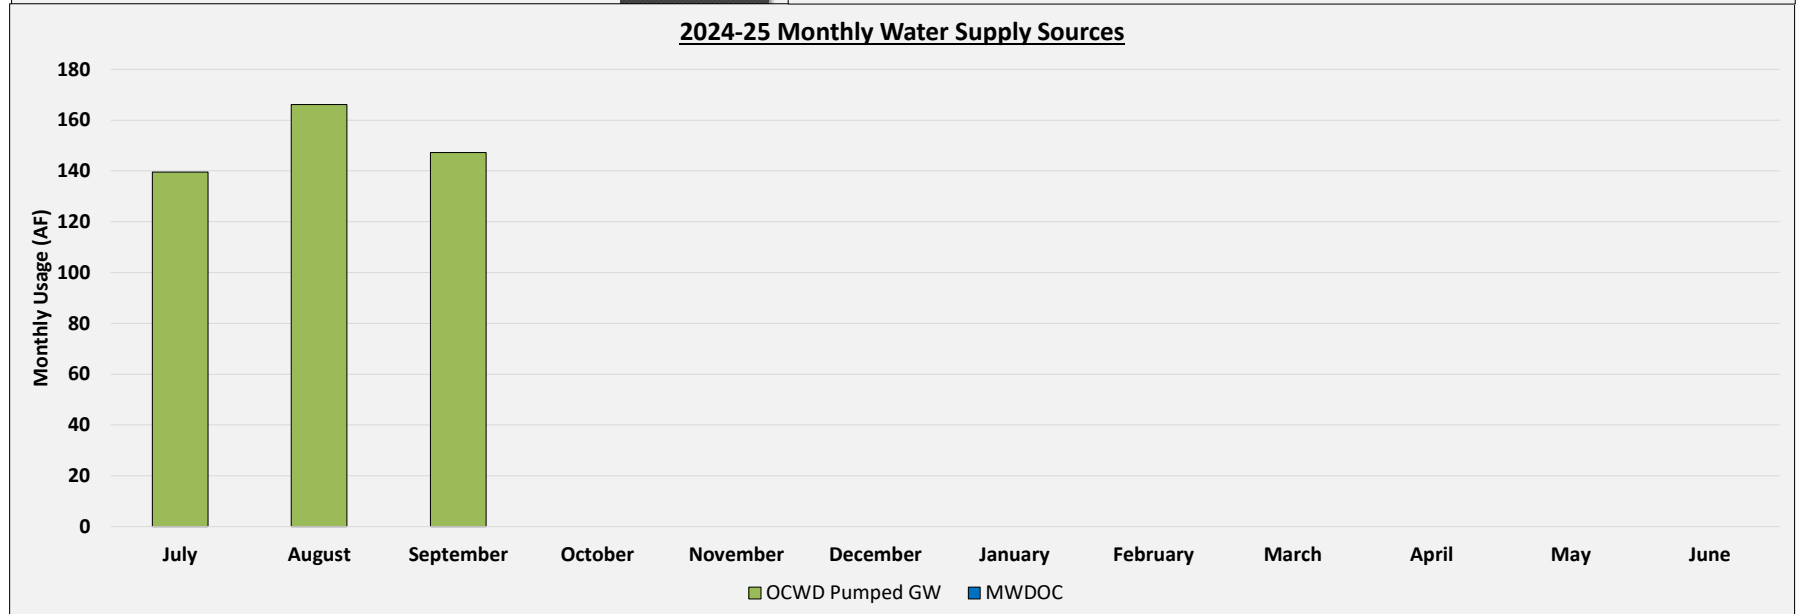 2024-25 Monthly Water Supply Sources
Monthly Usage (AF)
180
160
140
120
100
80
60
40
20
0
July August September October November December January February March April May June
OCWD Pumped GW MWDOC